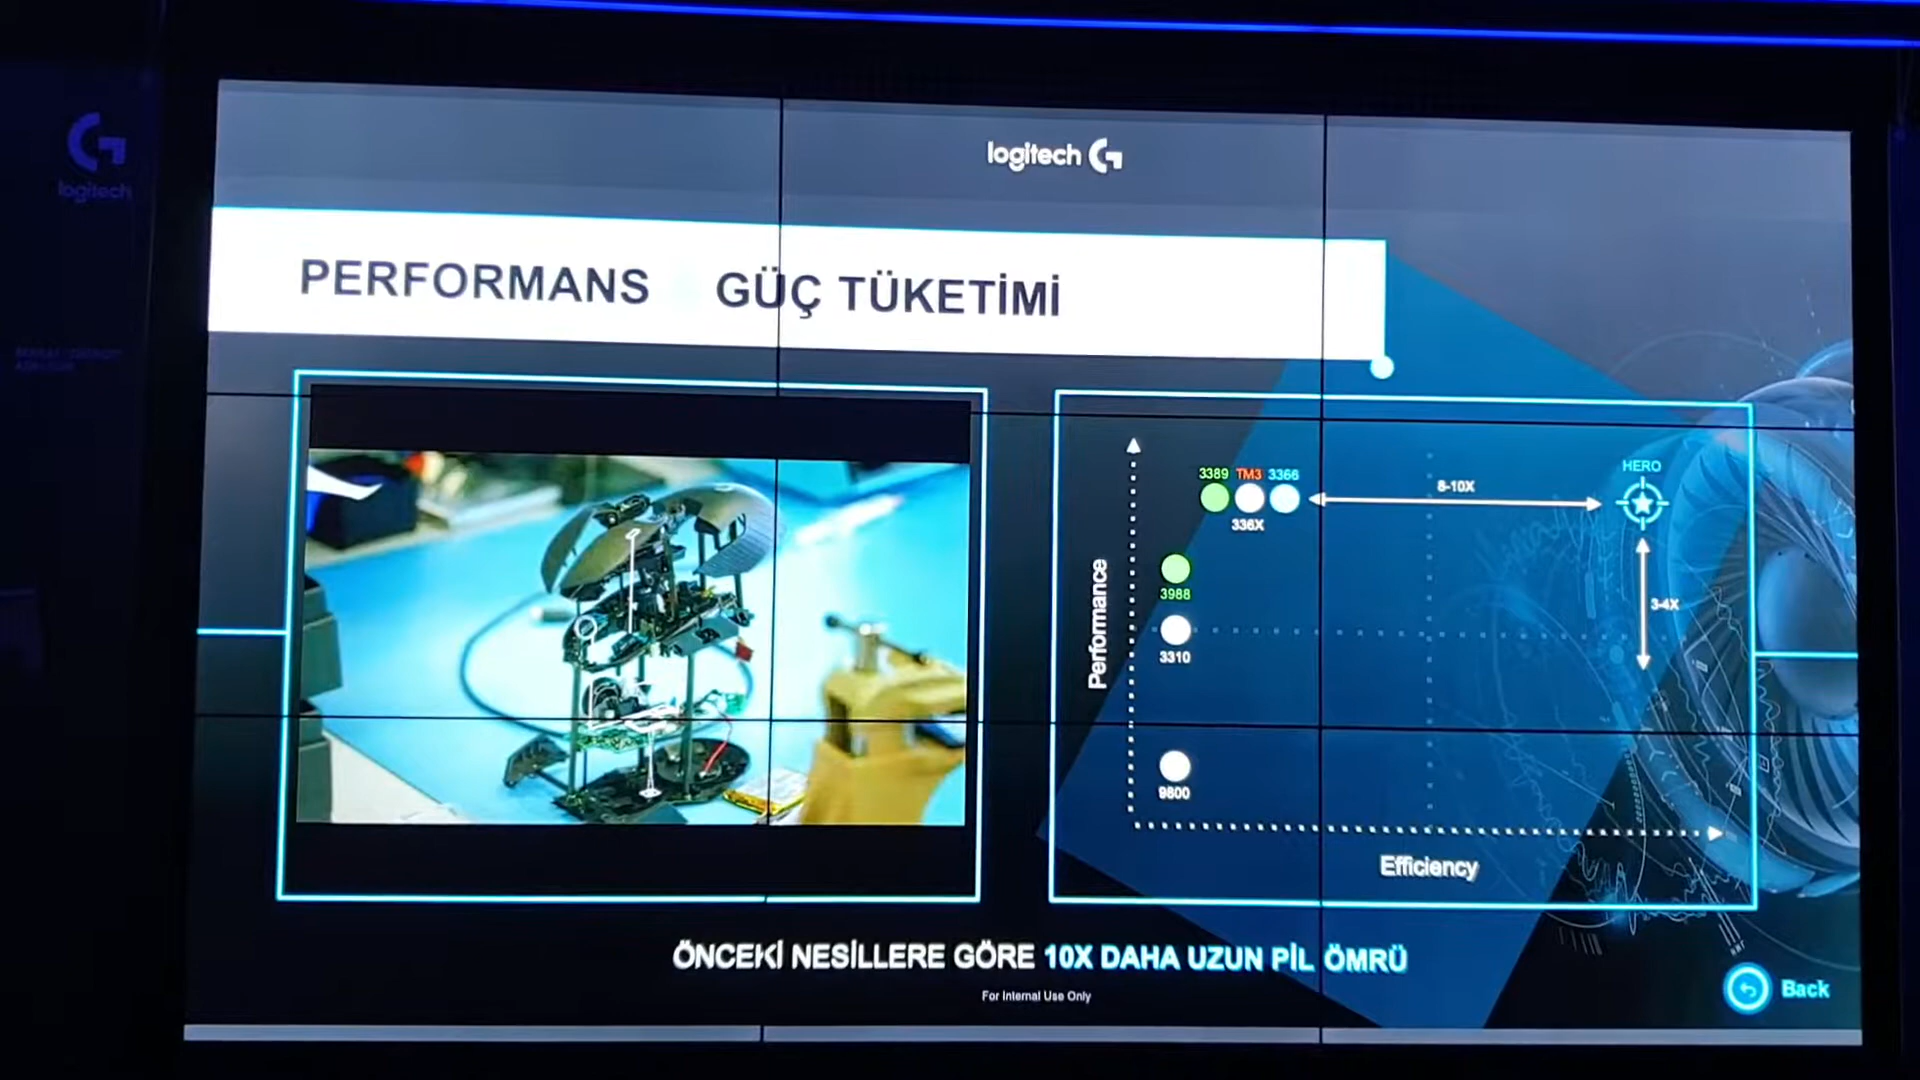 logitech G
logitech
PERFORMANS GÜÇ TÜKETİMİ
3389 TM3 3366
336X
8-10X
HERO
3988
3-4X
3310
9800
Performance
Efficiency
ÖNCEKİ NESİLLERE GÖRE 10X DAHA UZUN PİL ÖMRÜ
For Internal Use Only
Back